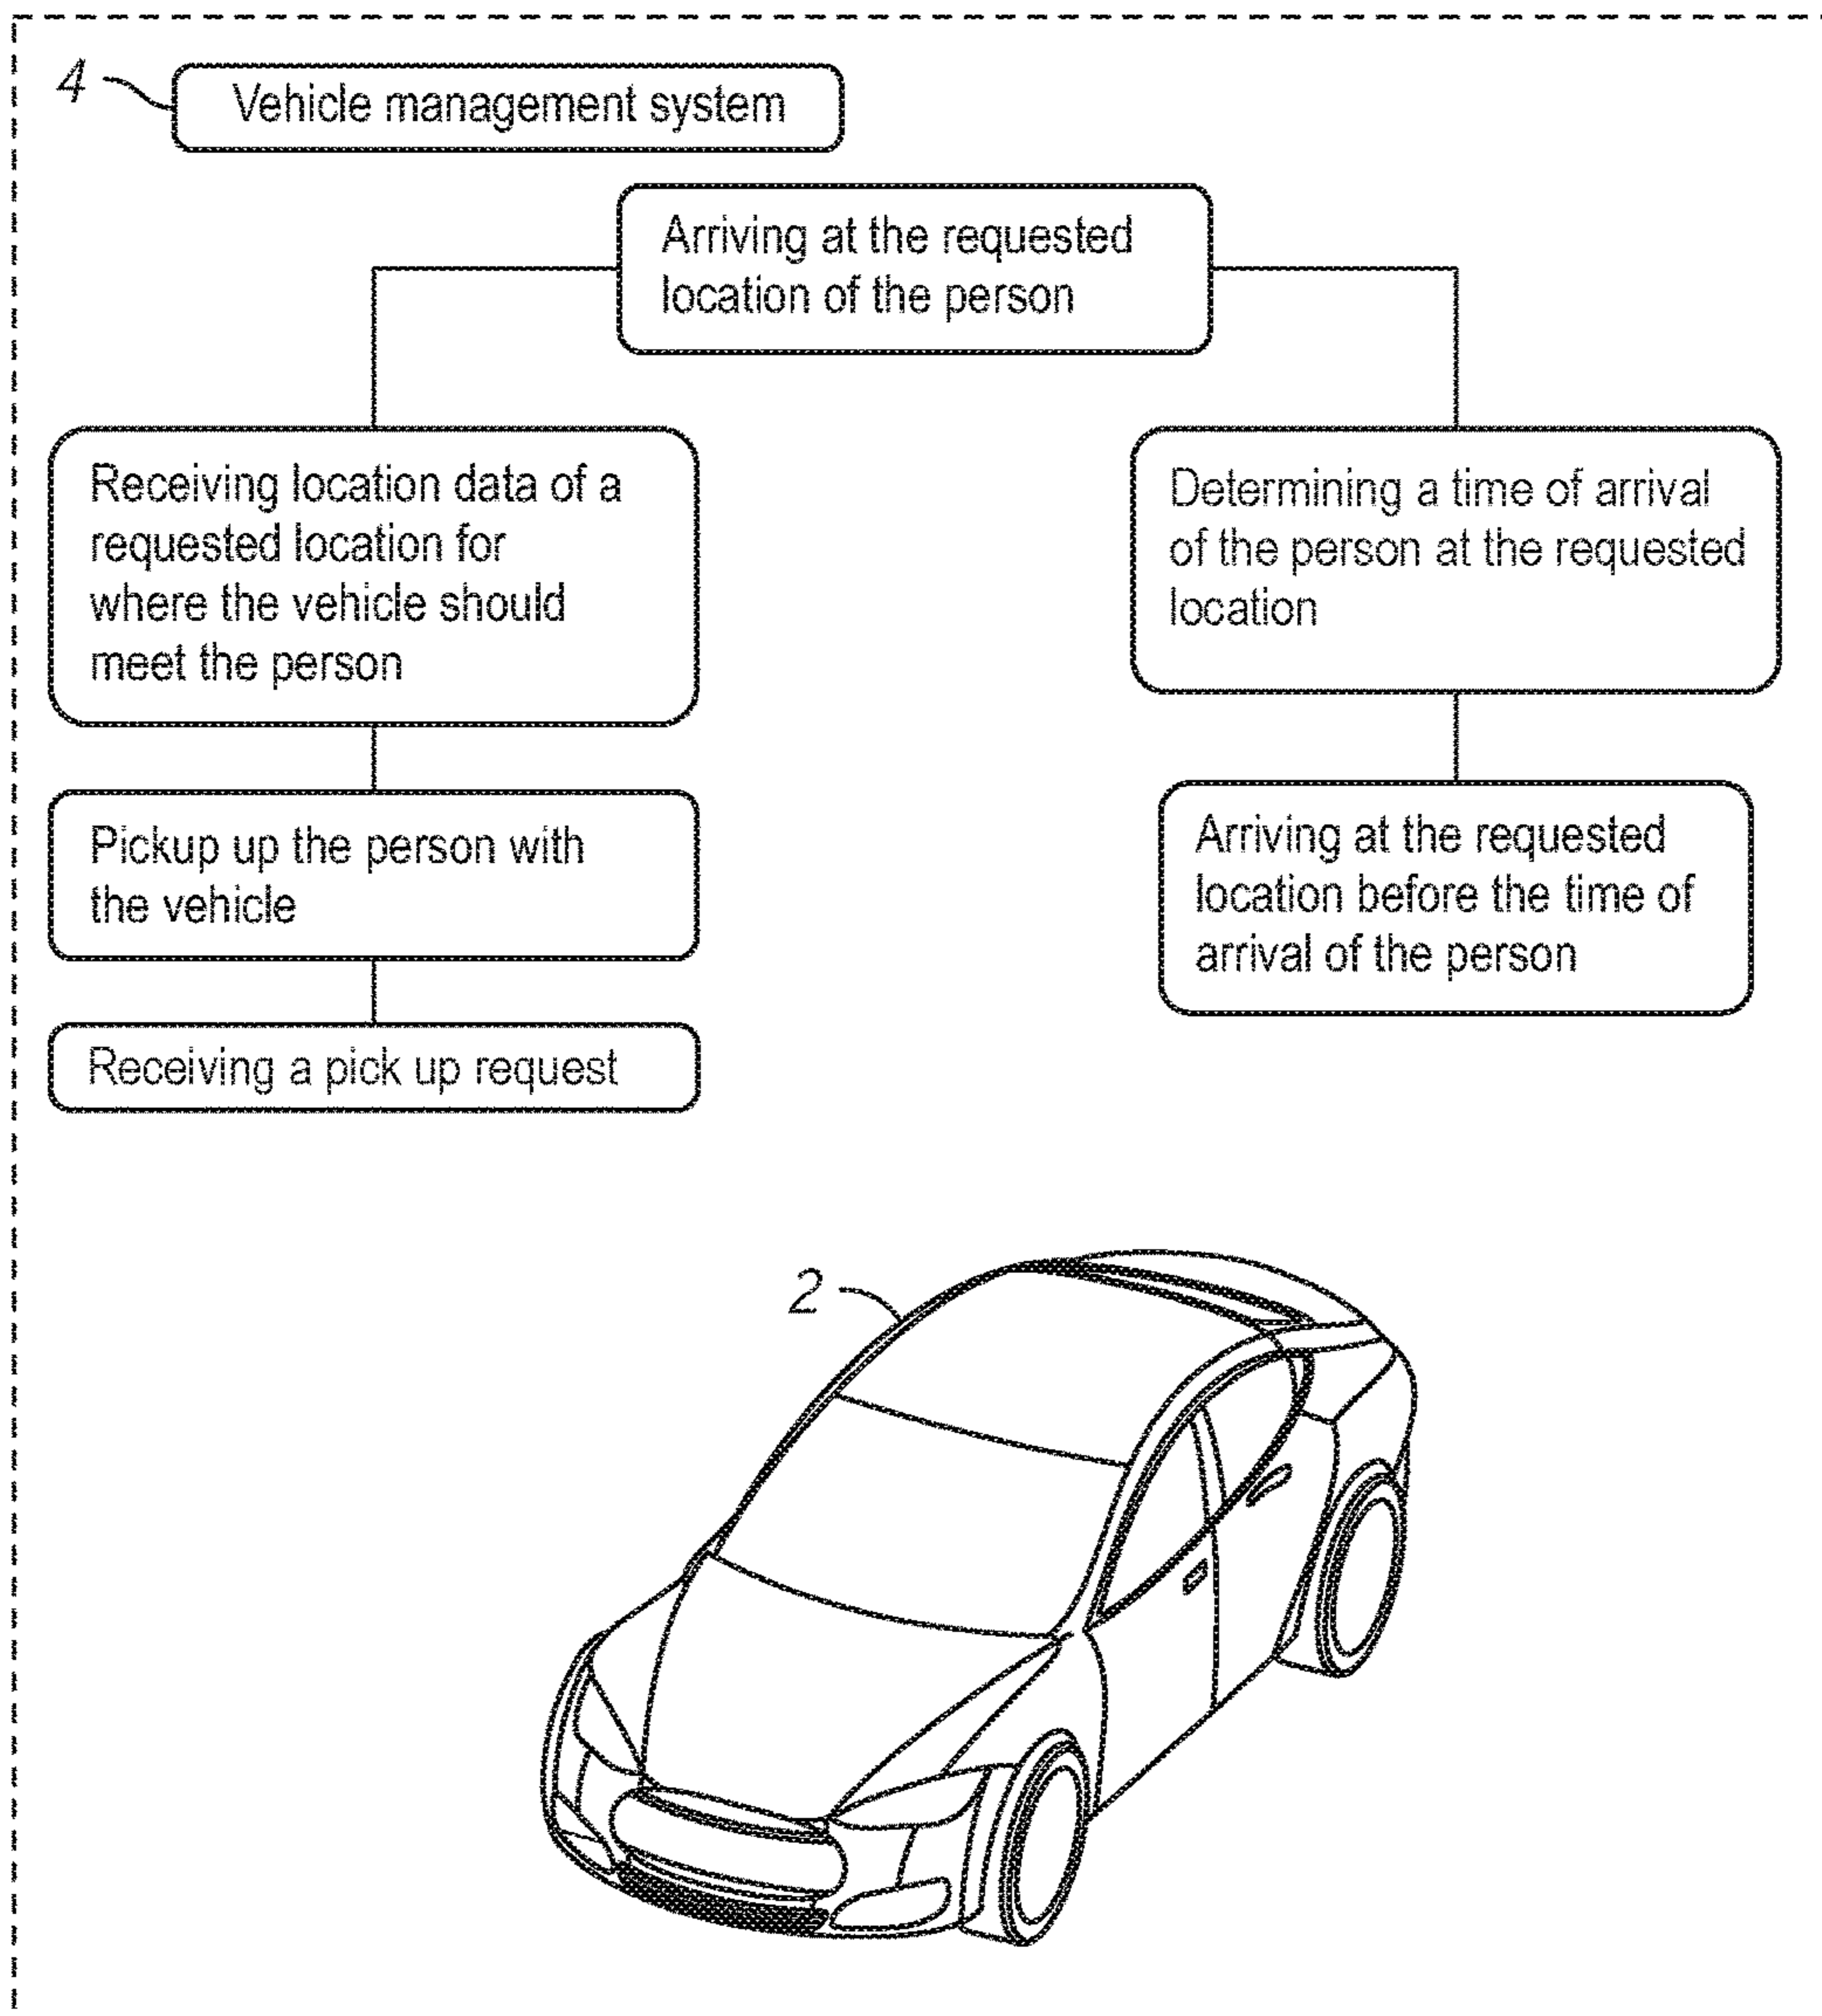 4
Vehicle management system
Arriving at the requested
location of the person
Receiving location data of a
requested location for
where the vehicle should
meet the person
Determining a time of arrival
of the person at the requested
location
Pickup up the person with
the vehicle
Arriving at the requested
location before the time of
arrival of the person
Receiving a pick up request
2